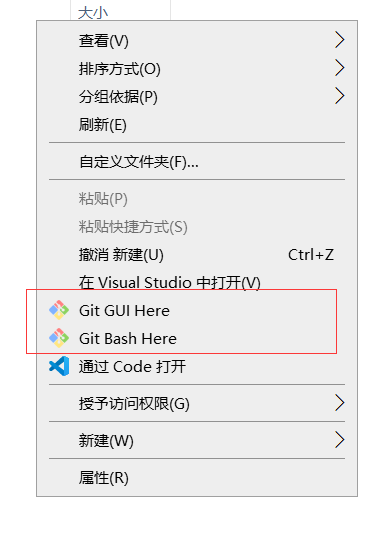 大小
查看(V)
排序方式(O)
分组依据(P)
刷新(E)
自定义文件夹(F)...
粘贴(P)
粘贴快捷方式(S)
撤消 新建(U) Ctrl+Z
在 Visual Studio 中打开(V)
Git GUI Here
Git Bash Here
通过 Code 打开
授予访问权限(G)
新建(W)
属性(R)